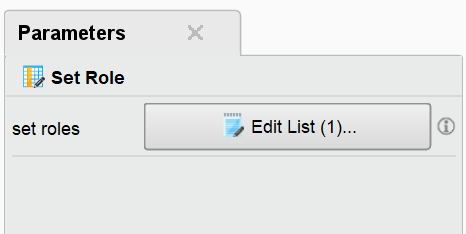 Parameters
Set Role
set roles Edit List (1)...